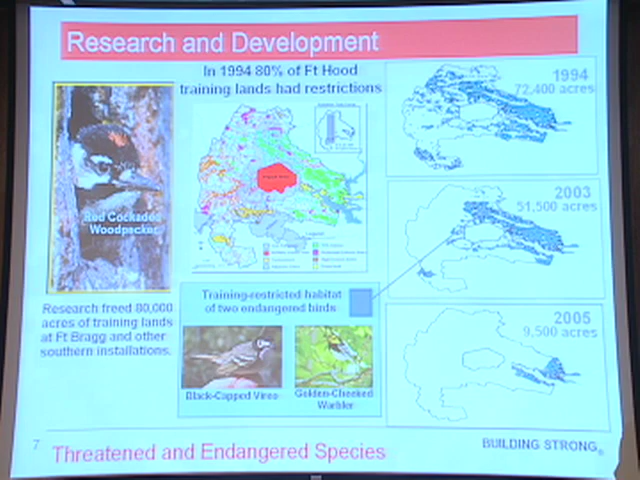 Research and Development
In 1994 80% of Ft Hood
training lands had restrictions
1994
72,400 acres
Red Cockaded
Woodpecker
2003
51,500 acres
Research freed 80,000
acres of training lands
at Ft Bragg and other
southern installations.
Training-restricted habitat
of two endangered birds
Black-Capped Vireo
Golden-Cheeked
Warbler
2005
9,500 acres
7
Threatened and Endangered Species
BUILDING STRONG®